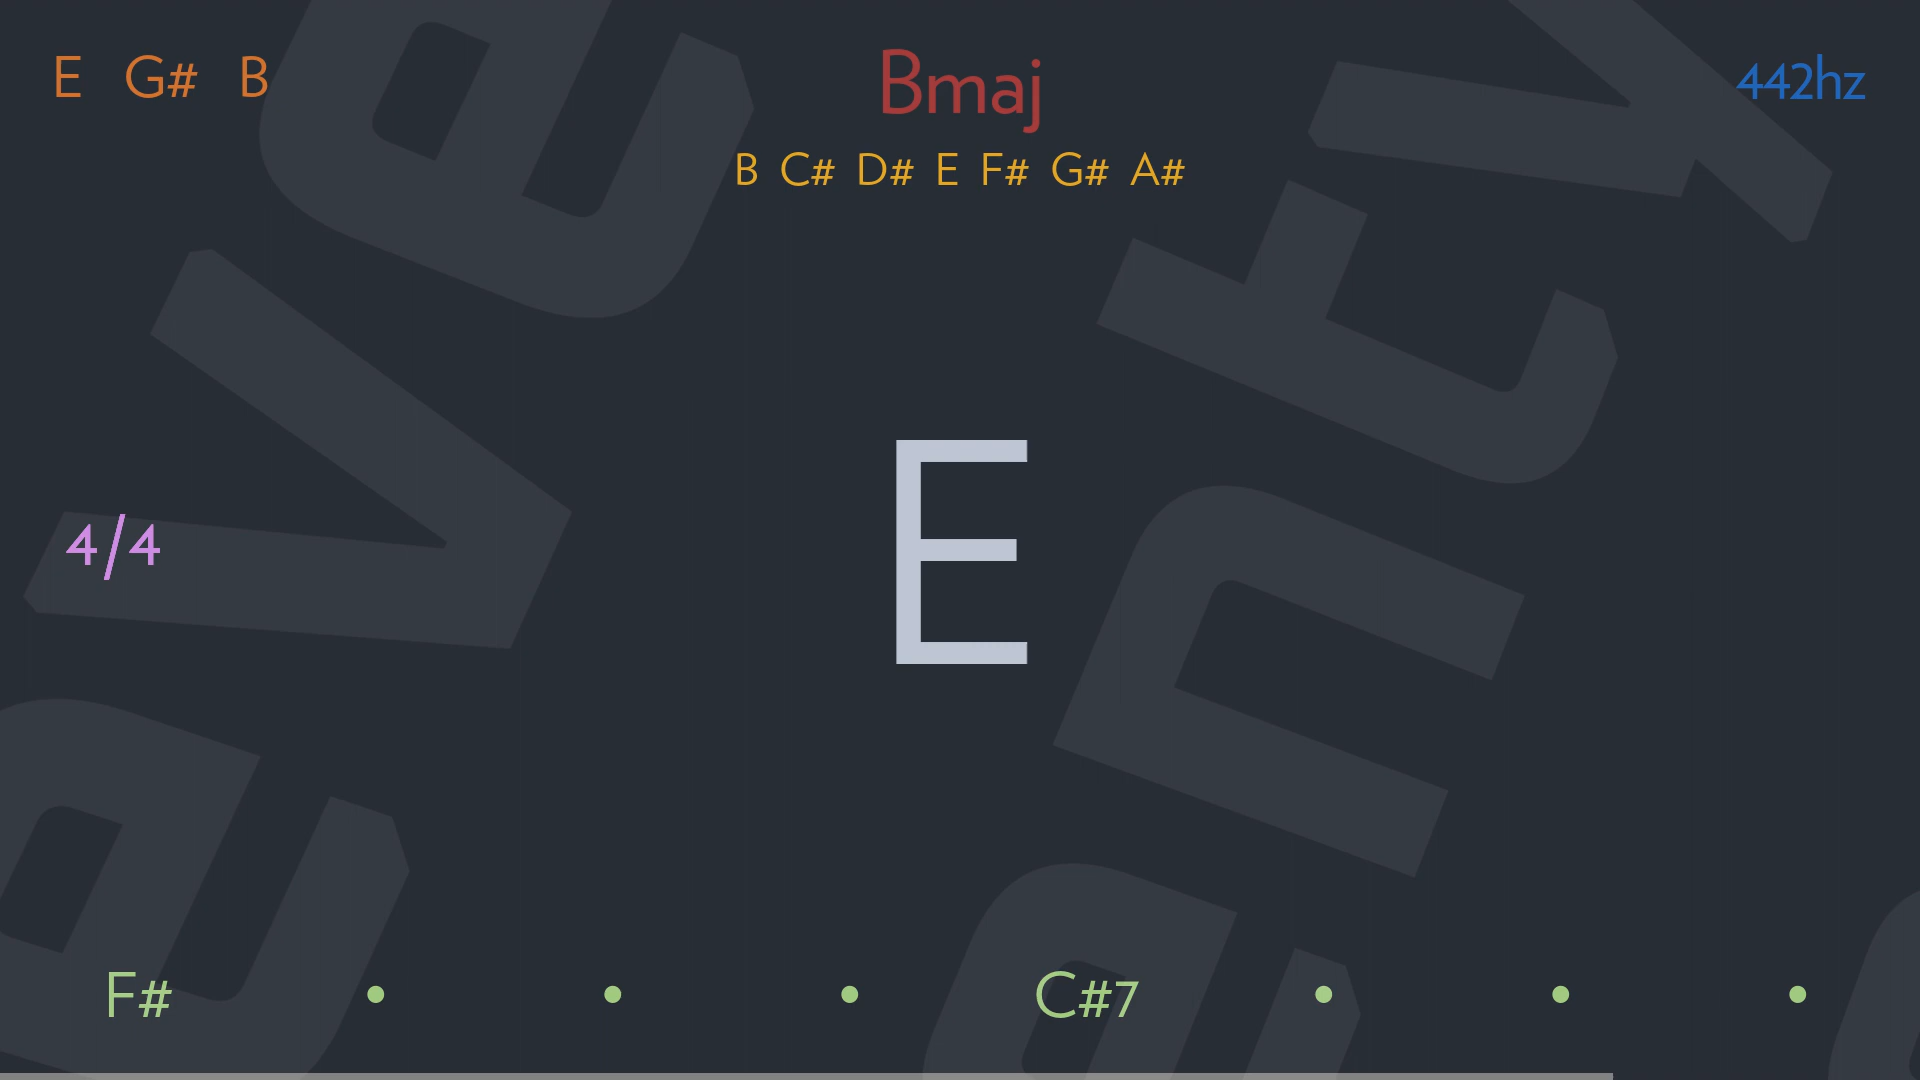 E G# B
Bmaj
442hz
B C# D# E F# G# A#
E
4/4
F# • • • C#7 • • •